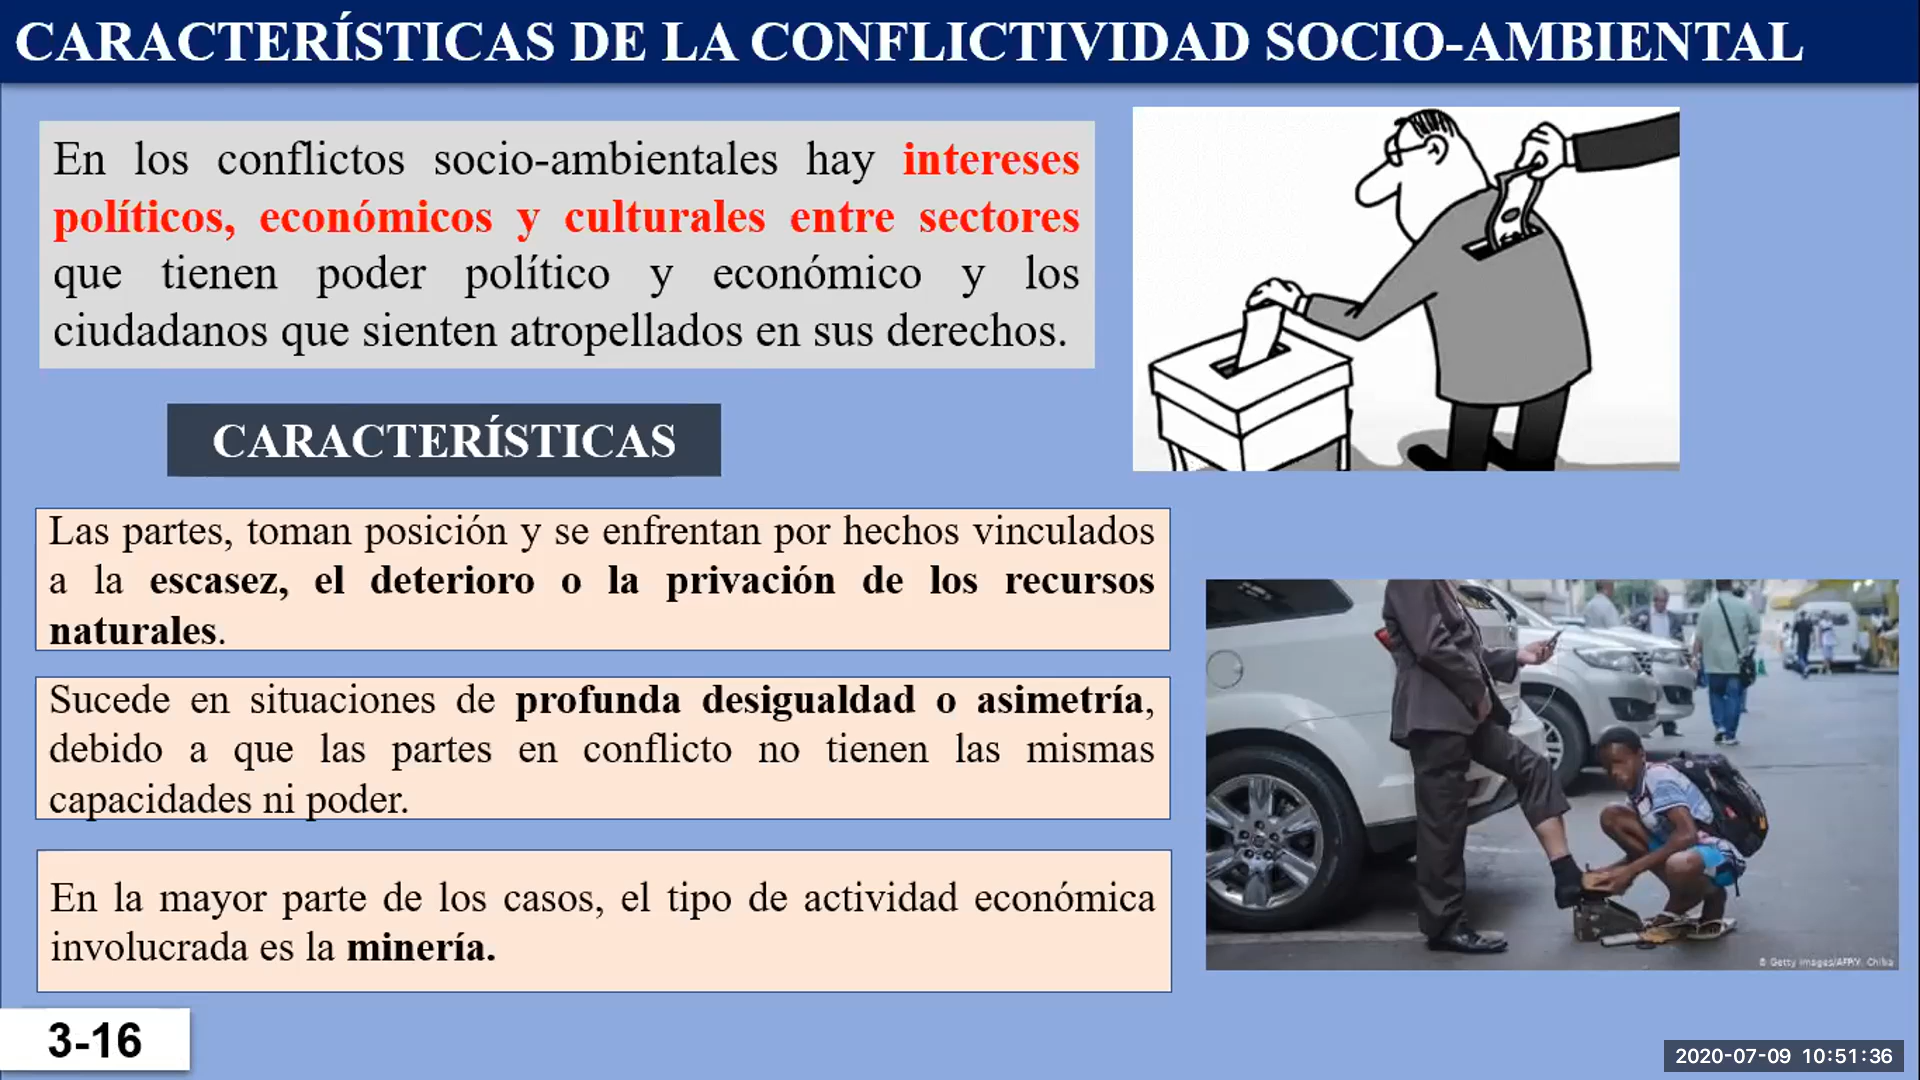 CARACTERÍSTICAS DE LA CONFLICTIVIDAD SOCIO-AMBIENTAL
En los conflictos socio-ambientales hay intereses
políticos, económicos y culturales entre sectores
que tienen poder político y económico y los
ciudadanos que sienten atropellados en sus derechos.
CARACTERÍSTICAS
Las partes, toman posición y se enfrentan por hechos vinculados
a la escasez, el deterioro o la privación de los recursos
naturales.
Sucede en situaciones de profunda desigualdad o asimetría,
debido a que las partes en conflicto no tienen las mismas
capacidades ni poder.
En la mayor parte de los casos, el tipo de actividad económica
involucrada es la minería.
© Getty Images/AFP/Y. Chiba
3-16
2020-07-09 10:51:36